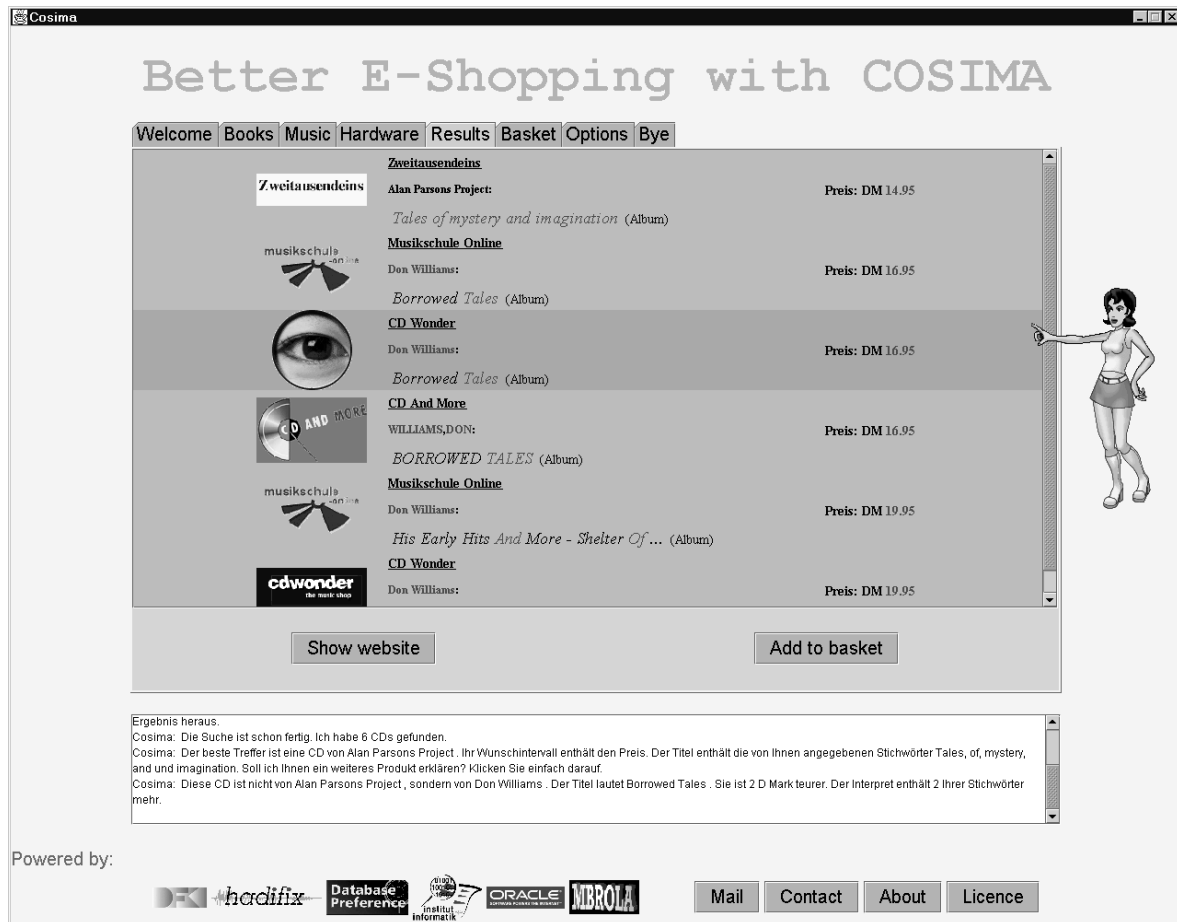 Cosima
Better E-Shopping with COSIMA
Welcome Books Music Hardware Results Basket Options Bye
Zweitausendeins
Zweitausendeins
Alan Parsons Project: Preis: DM 14.95
Tales of mystery and imagination (Album)
musikschule -online
Musikschule Online
Don Williams: Preis: DM 16.95
Borrowed Tales (Album)
CD Wonder
Don Williams: Preis: DM 16.95
Borrowed Tales (Album)
CD AND MORE
CD And More
WILLIAMS,DON: Preis: DM 16.95
BORROWED TALES (Album)
musikschule -online
Musikschule Online
Don Williams: Preis: DM 19.95
His Early Hits And More - Shelter Of ... (Album)
CD Wonder
cdwonder
the music shop
Don Williams: Preis: DM 19.95
Show website Add to basket
Ergebnis heraus.
Cosima: Die Suche ist schon fertig. Ich habe 6 CDs gefunden.
Cosima: Der beste Treffer ist eine CD von Alan Parsons Project . Ihr Wunschintervall enthält den Preis. Der Titel enthält die von Ihnen angegebenen Stichwörter Tales, of, mystery,
and und imagination. Soll ich Ihnen ein weiteres Produkt erklären? Klicken Sie einfach darauf.
Cosima: Diese CD ist nicht von Alan Parsons Project , sondern von Don Williams . Der Titel lautet Borrowed Tales . Sie ist 2 D Mark teurer. Der Interpret enthält 2 Ihrer Stichwörter
mehr.
Powered by:
DFKI hadifix Database Preference institut informatik ORACLE MBROLA
Mail Contact About Licence